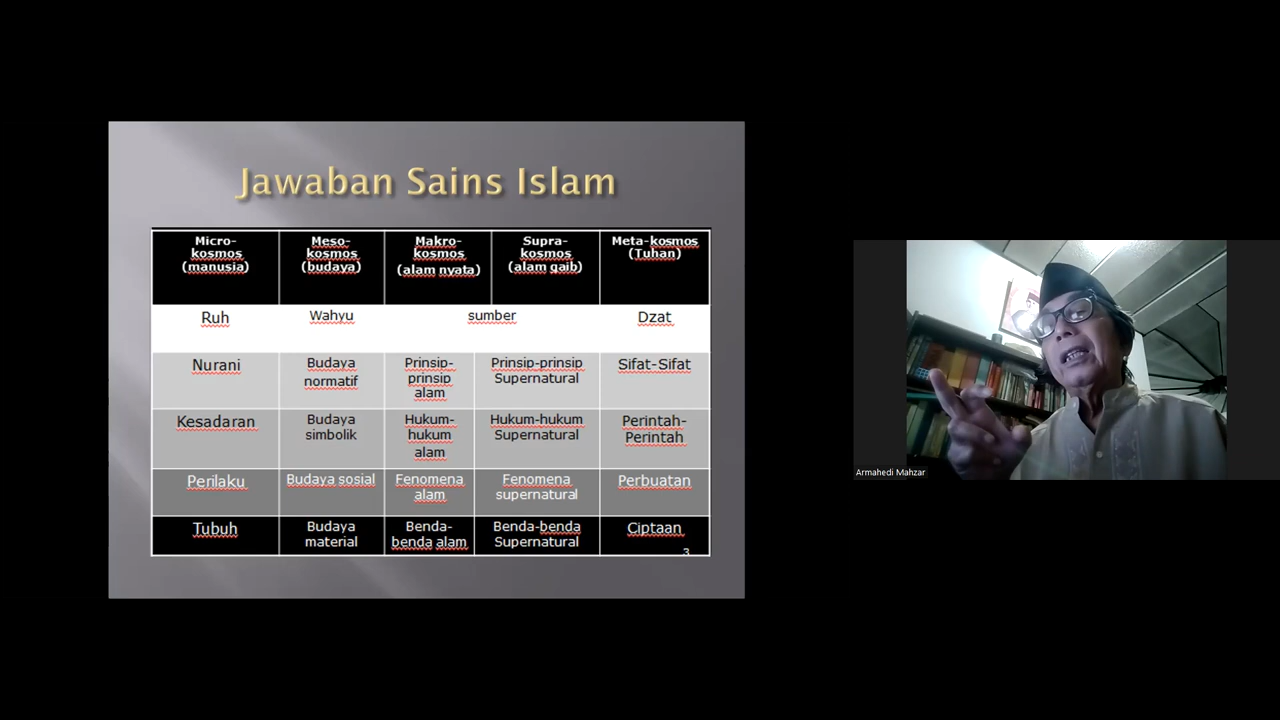 Jawaban Sains Islam
Micro-
kosmos
(manusia)
Meso-
kosmos
(budaya)
Makro-
kosmos
(alam nyata)
Supra-
kosmos
(alam gaib)
Meta-kosmos
(Tuhan)
Ruh
Wahyu
sumber
Dzat
Nurani
Budaya
normatif
Prinsip-
prinsip
alam
Prinsip-prinsip
Supernatural
Sifat-Sifat
Kesadaran
Budaya
simbolik
Hukum-
hukum
alam
Hukum-hukum
Supernatural
Perintah-
Perintah
Perilaku
Budaya sosial
Fenomena
alam
Fenomena
supernatural
Perbuatan
Tubuh
Budaya
material
Benda-
benda alam
Benda-benda
Supernatural
Ciptaan
3
Armahedi Mahzar